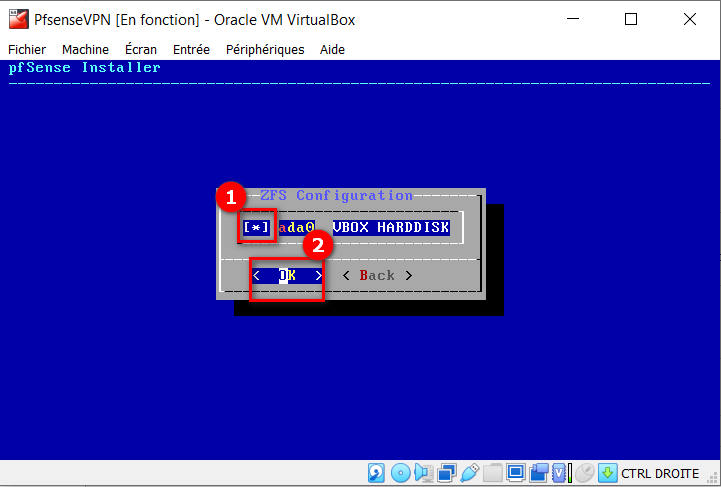 PfsenseVPN [En fonction] - Oracle VM VirtualBox
Fichier Machine Écran Entrée Périphériques Aide
pfSense Installer
ZFS Configuration
1
[*] ada0 VBOX HARDDISK
2
< OK > < Back >
CTRL DROITE